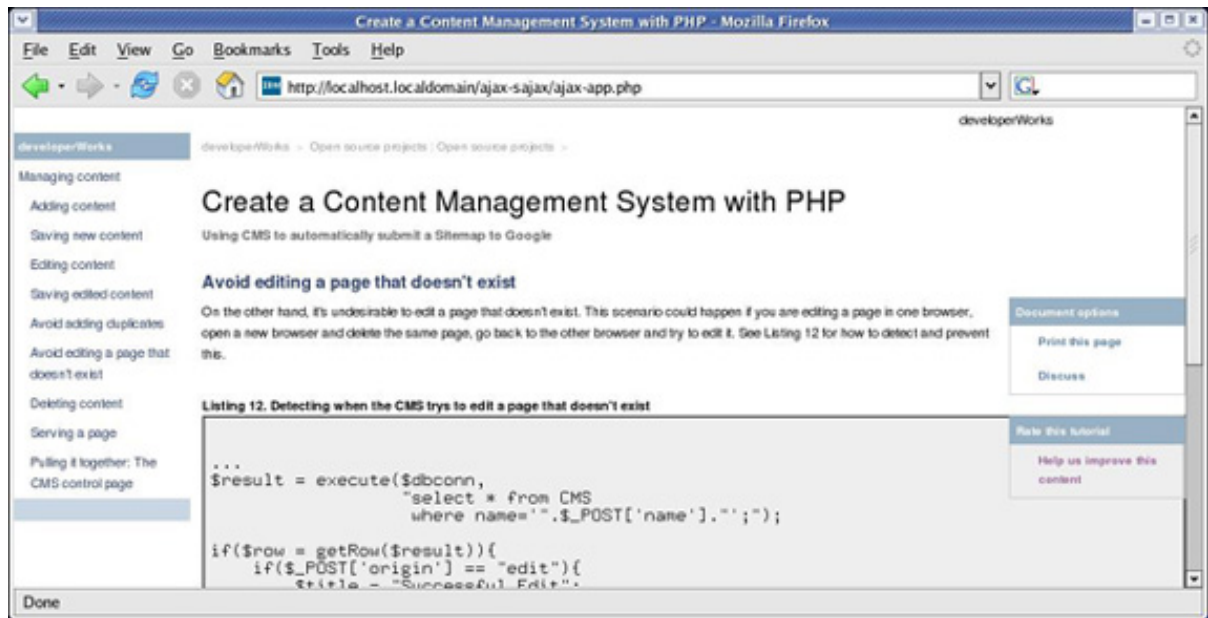 Create a Content Management System with PHP - Mozilla Firefox
File Edit View Go Bookmarks Tools Help
http://localhost.localdomain/ajax-sajax/ajax-app.php
G
developerWorks
developerWorks
Managing content
Adding content
Saving new content
Editing content
Saving edited content
Avoid adding duplicates
Avoid editing a page that
doesn't exist
Deleting content
Serving a page
Pulling it together: The
CMS control page
developerWorks > Open source projects | Open source projects >
Create a Content Management System with PHP
Using CMS to automatically submit a Sitemap to Google
Avoid editing a page that doesn't exist
On the other hand, it's undesirable to edit a page that doesn't exist. This scenario could happen if you are editing a page in one browser,
open a new browser and delete the same page, go back to the other browser and try to edit it. See Listing 12 for how to detect and prevent
this.
Listing 12. Detecting when the CMS trys to edit a page that doesn't exist
...
$result = execute($dbconn,
"select * from CMS
where name='".$_POST['name']."';");
if($row = getRow($result)){
if($_POST['origin'] == "edit"){
$title = "Successful Edit";
Document options
Print this page
Discuss
Rate this tutorial
Help us improve this
content
Done